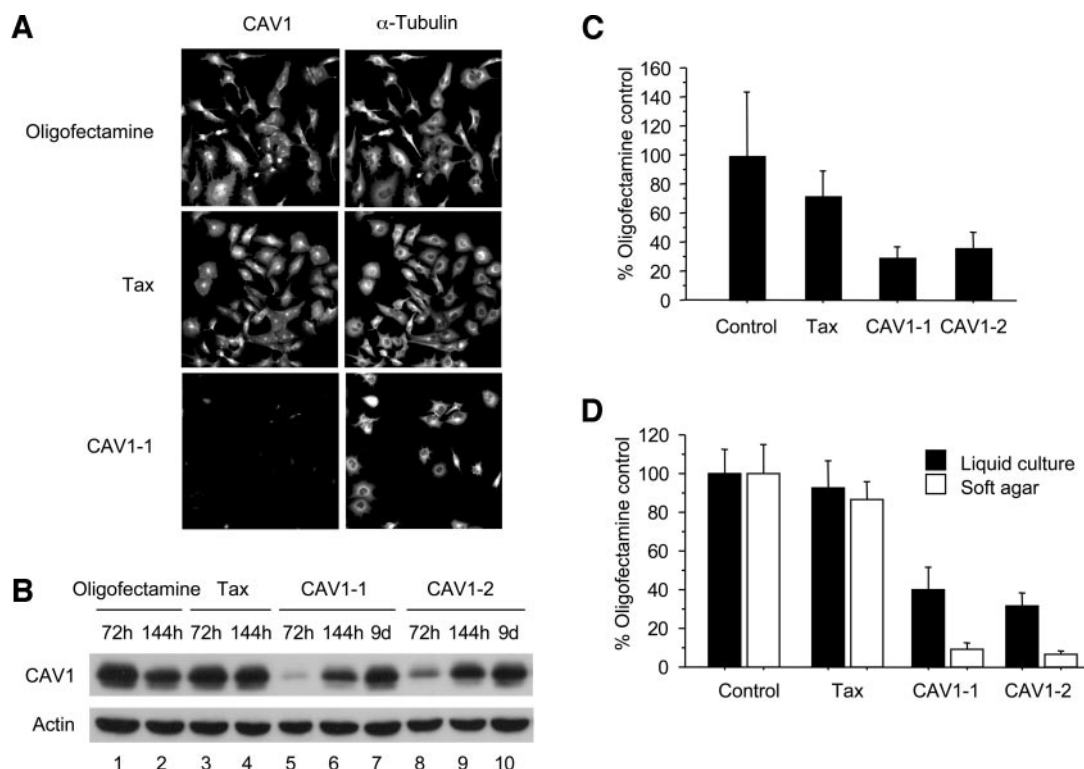 A
CAV1 α-Tubulin
Oligofectamine
Tax
CAV1-1
B
Oligofectamine Tax CAV1-1 CAV1-2
72h 144h 72h 144h 72h 144h 9d 72h 144h 9d
CAV1
Actin
1 2 3 4 5 6 7 8 9 10
C
% Oligofectamine control
160
140
120
100
80
60
40
20
0
Control Tax CAV1-1 CAV1-2
D
% Oligofectamine control
120
100
80
60
40
20
0
Liquid culture
Soft agar
Control Tax CAV1-1 CAV1-2